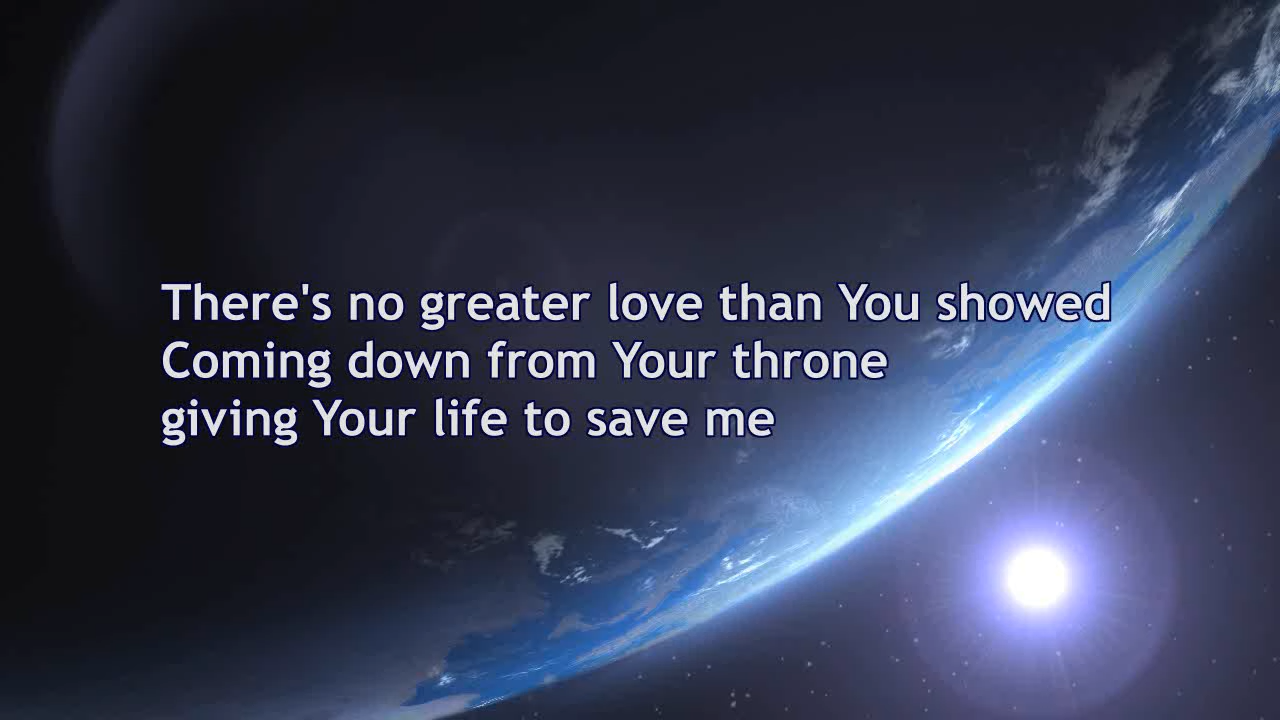 There's no greater love than You showed
Coming down from Your throne
giving Your life to save me